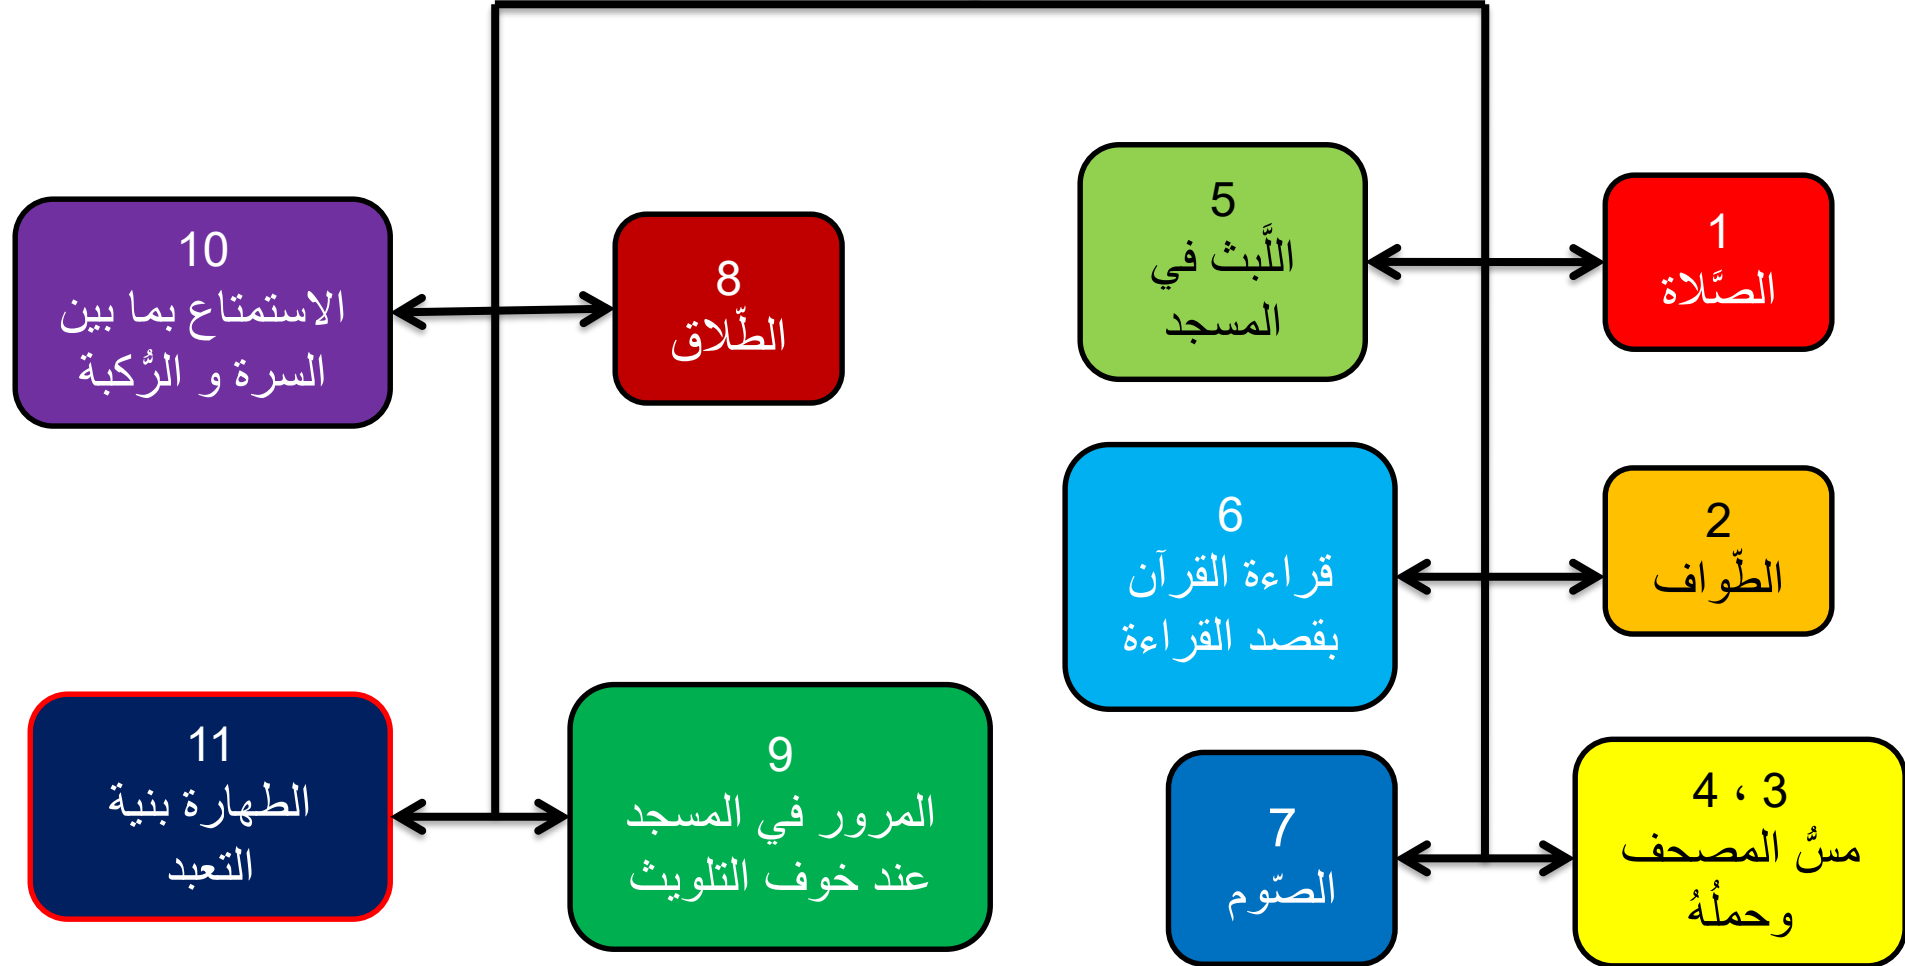 1
الصَّلاة
2
الطّواف
3 ، 4
مسُّ المصحف
وحملُهُ
5
اللَّبث في
المسجد
6
قراءة القرآن
بقصد القراءة
7
الصّوم
8
الطّلاق
9
المرور في المسجد
عند خوف التلويث
10
الاستمتاع بما بين
السرة و الرُّكبة
11
الطهارة بنية
التعبد